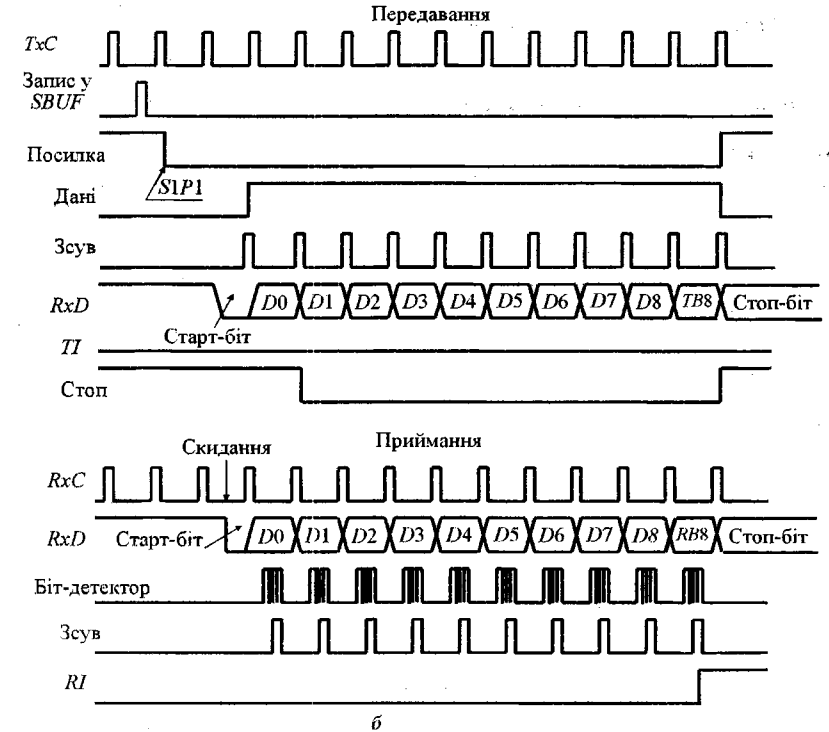 Передавання
TxC
Запис у
SBUF
Посилка
S1P1
Дані
Зсув
RxD
D0 D1 D2 D3 D4 D5 D6 D7 D8 TB8 Стоп-біт
Старт-біт
TI
Стоп
Приймання
Скидання
RxC
RxD Старт-біт D0 D1 D2 D3 D4 D5 D6 D7 D8 RB8 Стоп-біт
Біт-детектор
Зсув
RI
б